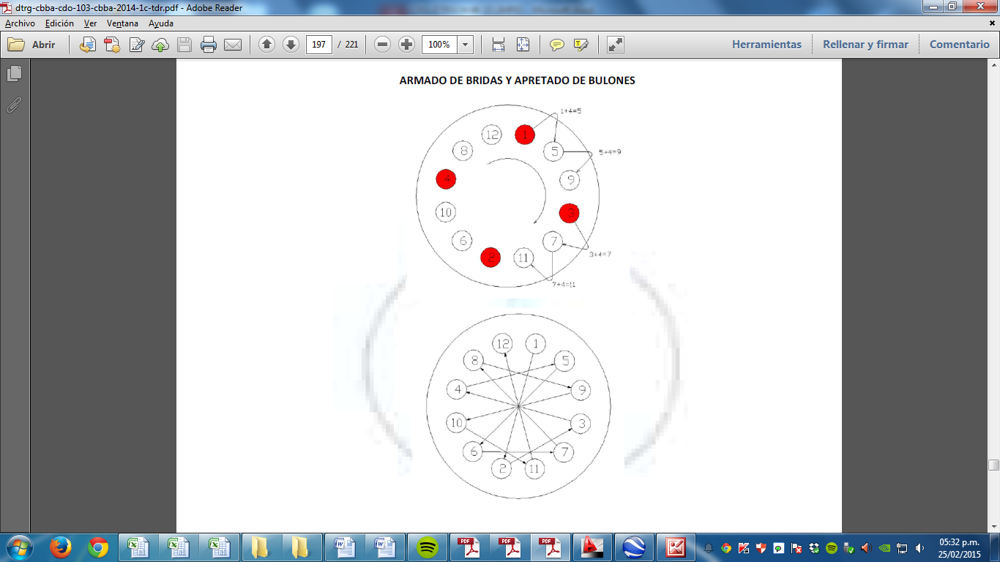 dtrg-cbba-cdo-103-cbba-2014-1c-tdr.pdf - Adobe Reader
Archivo Edición Ver Ventana Ayuda
Abrir 197 / 221 100% Herramientas Rellenar y firmar Comentario
ARMADO DE BRIDAS Y APRETADO DE BULONES
1+4=5
12 1
8 5
5+4=9
4 9
10 3
6 7
3+4=7
2 11
7+4=11
12 1
8 5
4 9
10 3
6 7
2 11
PDF PDF PDF
05:32 p.m.
25/02/2015